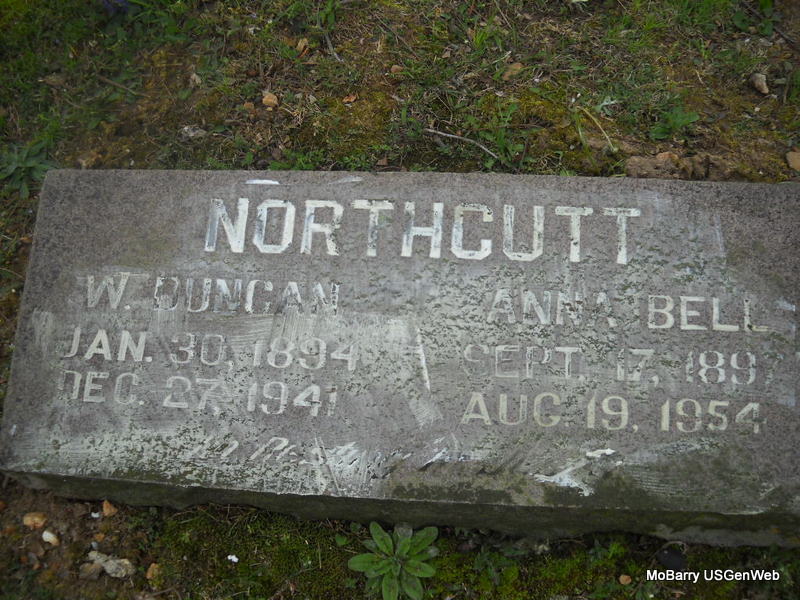 NORTHCUTT
W. DUNCAN
JAN. 30, 1894
DEC. 27, 1941
ANNA BELL
SEPT. 17, 1897
AUG. 19, 1954
MoBarry USGenWeb